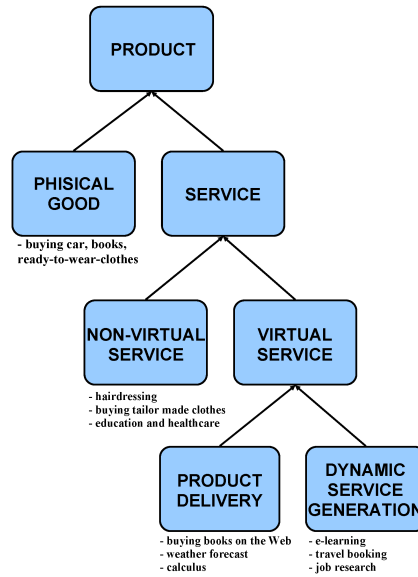 PRODUCT
PHISICAL
GOOD
SERVICE
- buying car, books,
ready-to-wear-clothes
NON-VIRTUAL
SERVICE
VIRTUAL
SERVICE
- hairdressing
- buying tailor made clothes
- education and healthcare
PRODUCT
DELIVERY
DYNAMIC
SERVICE
GENERATION
- buying books on the Web
- weather forecast
- calculus
- e-learning
- travel booking
- job research